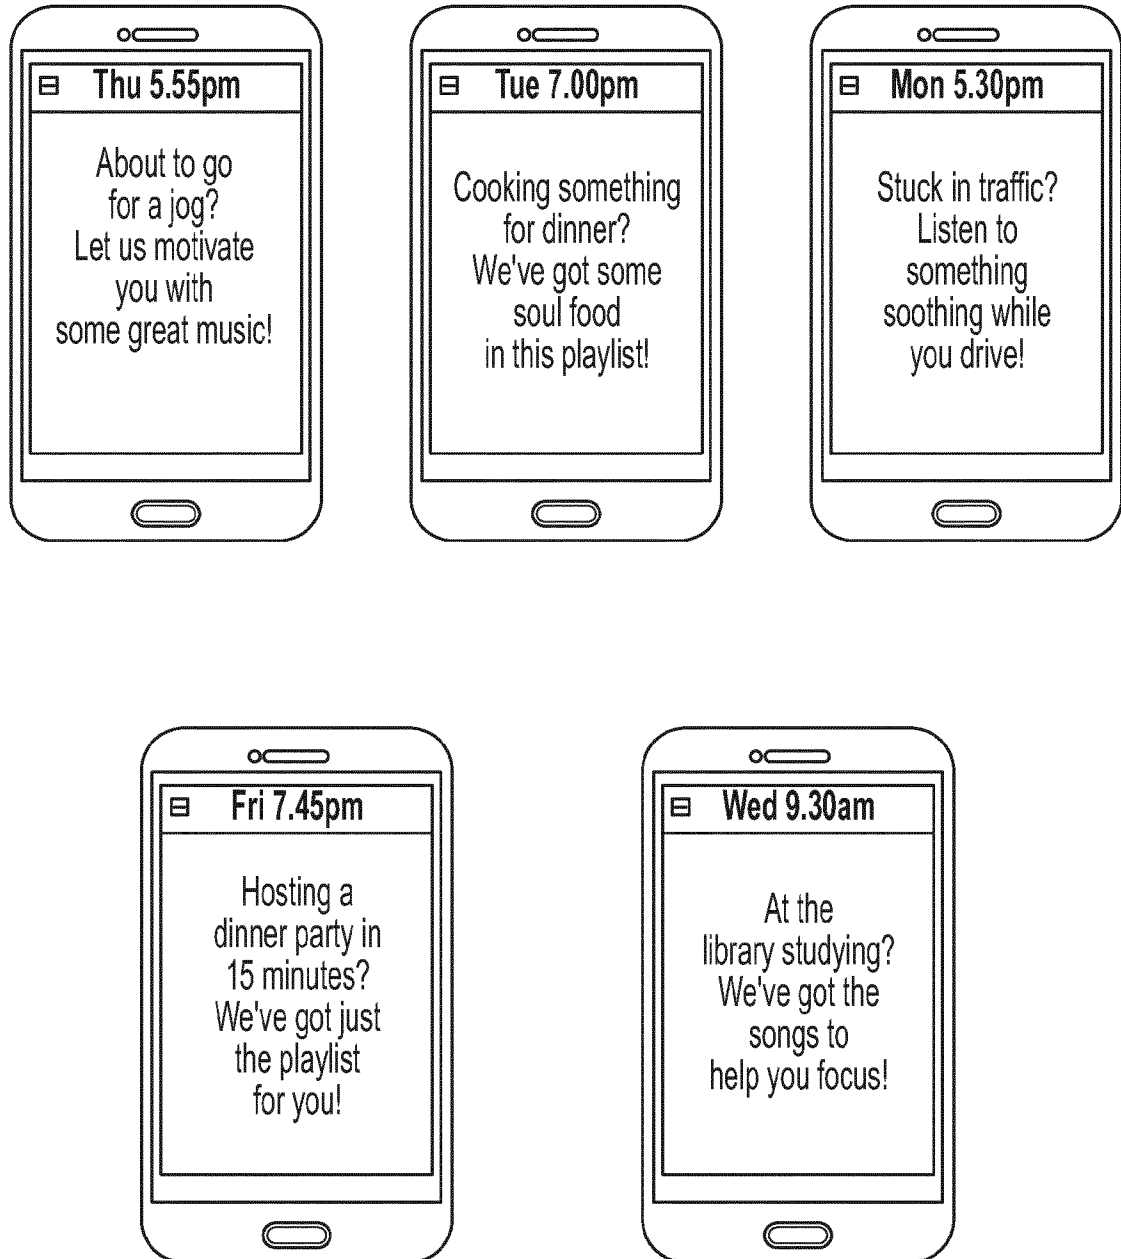 Thu 5.55pm
About to go
for a jog?
Let us motivate
you with
some great music!
Tue 7.00pm
Cooking something
for dinner?
We've got some
soul food
in this playlist!
Mon 5.30pm
Stuck in traffic?
Listen to
something
soothing while
you drive!
Fri 7.45pm
Hosting a
dinner party in
15 minutes?
We've got just
the playlist
for you!
Wed 9.30am
At the
library studying?
We've got the
songs to
help you focus!